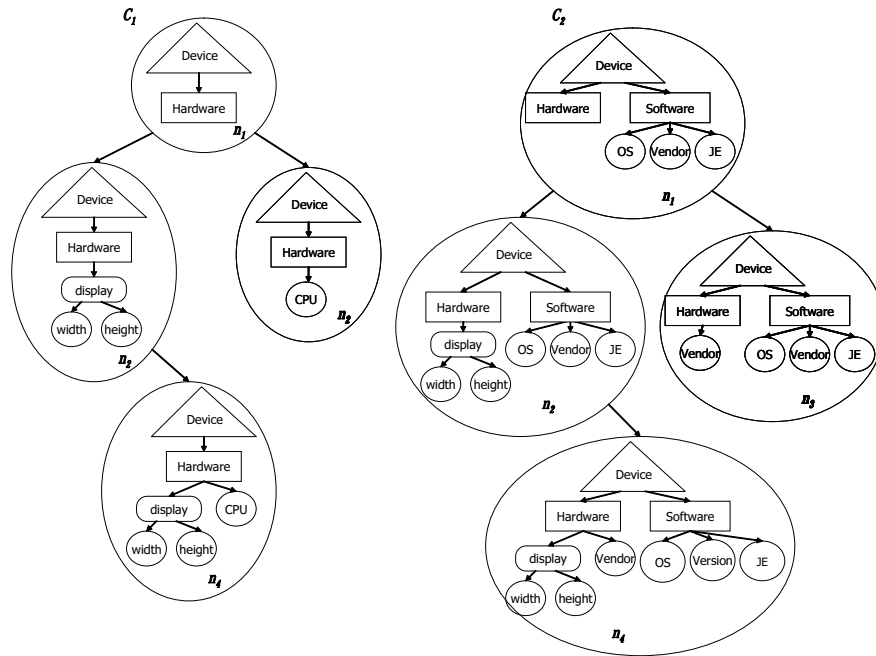 C1
Device
Hardware
n1
Device
Hardware
display
width height
n2
Device
Hardware
CPU
n2
Device
Hardware
display CPU
width height
n4
C2
Device
Hardware Software
OS Vendor JE
n1
Device
Hardware Software
display OS Vendor JE
width height
n2
Device
Hardware Software
Vendor OS Vendor JE
n3
Device
Hardware Software
display Vendor OS Version JE
width height
n4